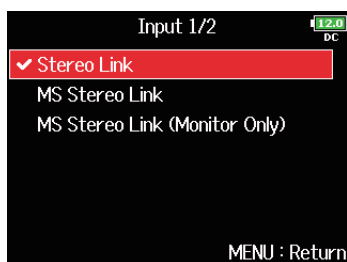 Input 1/2
12.0
DC
Stereo Link
MS Stereo Link
MS Stereo Link (Monitor Only)
MENU : Return